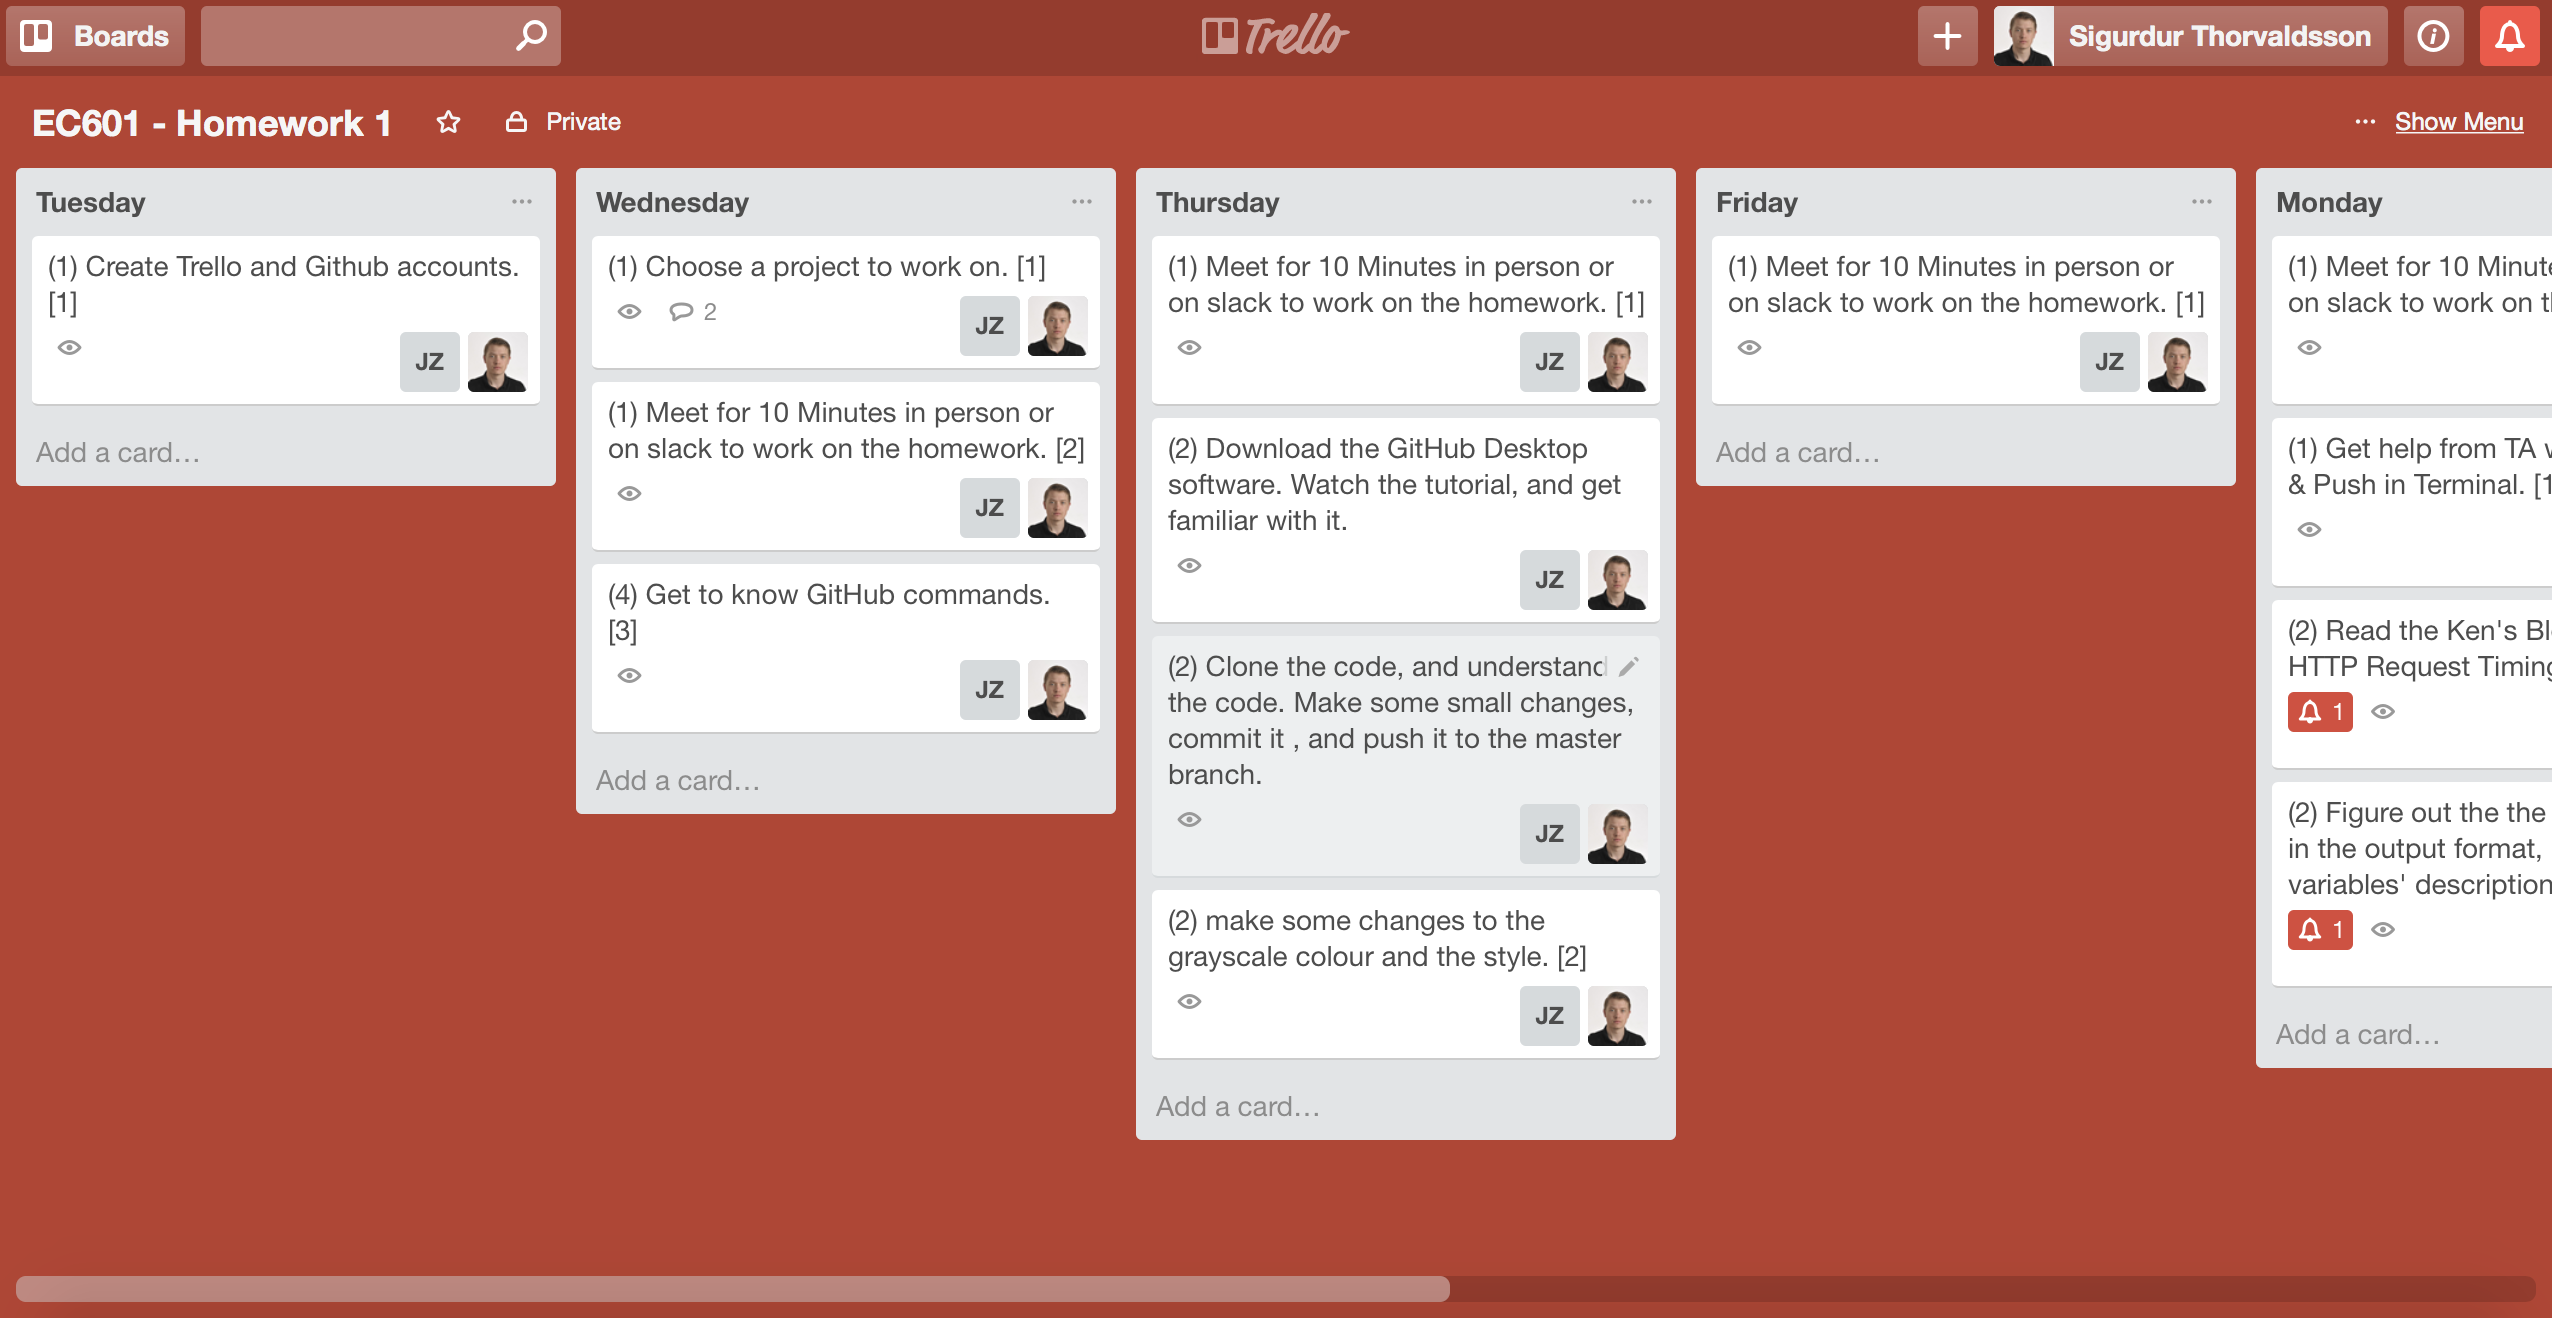 Boards
Trello
Sigurdur Thorvaldsson
EC601 - Homework 1
Private
... Show Menu
Tuesday
(1) Create Trello and Github accounts.
[1]
JZ
Add a card…
Wednesday
(1) Choose a project to work on. [1]
2
JZ
(1) Meet for 10 Minutes in person or
on slack to work on the homework. [2]
JZ
(4) Get to know GitHub commands.
[3]
JZ
Add a card…
Thursday
(1) Meet for 10 Minutes in person or
on slack to work on the homework. [1]
JZ
(2) Download the GitHub Desktop
software. Watch the tutorial, and get
familiar with it.
JZ
(2) Clone the code, and understand
the code. Make some small changes,
commit it , and push it to the master
branch.
JZ
(2) make some changes to the
grayscale colour and the style. [2]
JZ
Add a card…
Friday
(1) Meet for 10 Minutes in person or
on slack to work on the homework. [1]
JZ
Add a card…
Monday
(1) Meet for 10 Minut
on slack to work on
(1) Get help from TA
& Push in Terminal. [1
(2) Read the Ken's Bl
HTTP Request Timing
1
(2) Figure out the the
in the output format,
variables' description
1
Add a card…